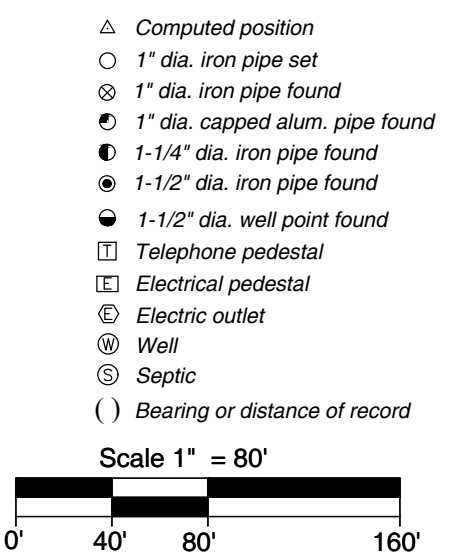 Computed position
1" dia. iron pipe set
1" dia. iron pipe found
1" dia. capped alum. pipe found
1-1/4" dia. iron pipe found
1-1/2" dia. iron pipe found
1-1/2" dia. well point found
T Telephone pedestal
E Electrical pedestal
E Electric outlet
W Well
S Septic
( ) Bearing or distance of record
Scale 1" = 80'
0' 40' 80' 160'